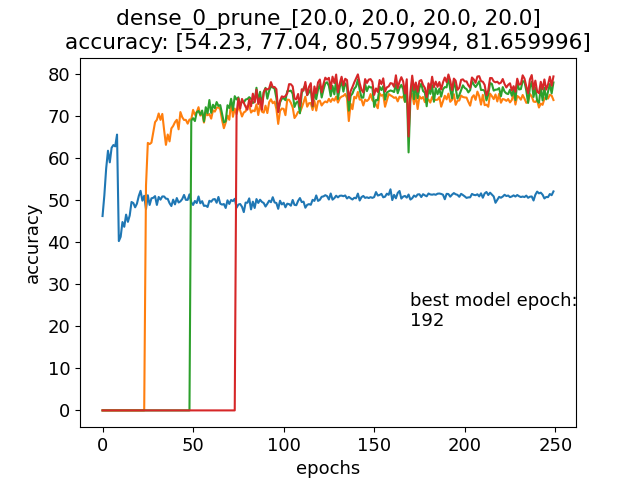 dense_0_prune_[20.0, 20.0, 20.0, 20.0]
accuracy: [54.23, 77.04, 80.579994, 81.659996]
80
70
60
50
40
30
20
10
0
accuracy
best model epoch:
192
0 50 100 150 200 250
epochs